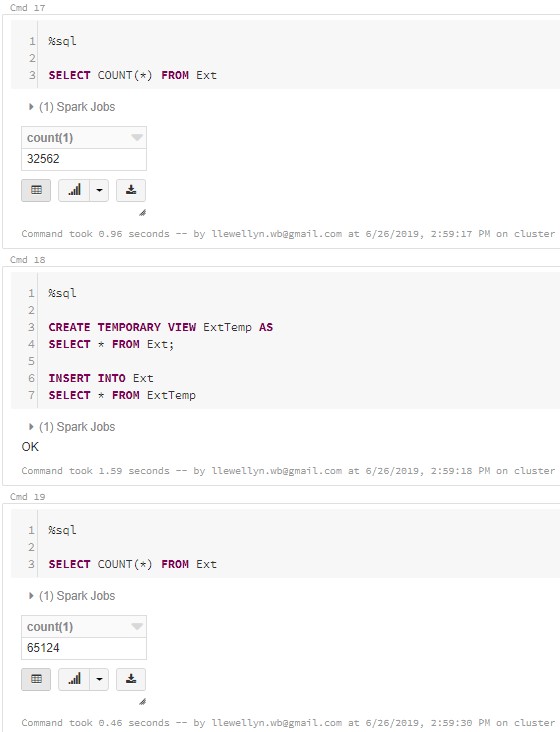 Cmd 17
1 %sql
2
3 SELECT COUNT(*) FROM Ext
(1) Spark Jobs
count(1)
32562
Command took 0.96 seconds -- by llewellyn.wb@gmail.com at 6/26/2019, 2:59:17 PM on cluster
Cmd 18
1 %sql
2
3 CREATE TEMPORARY VIEW ExtTemp AS
4 SELECT * FROM Ext;
5
6 INSERT INTO Ext
7 SELECT * FROM ExtTemp
(1) Spark Jobs
OK
Command took 1.59 seconds -- by llewellyn.wb@gmail.com at 6/26/2019, 2:59:18 PM on cluster
Cmd 19
1 %sql
2
3 SELECT COUNT(*) FROM Ext
(1) Spark Jobs
count(1)
65124
Command took 0.46 seconds -- by llewellyn.wb@gmail.com at 6/26/2019, 2:59:30 PM on cluster